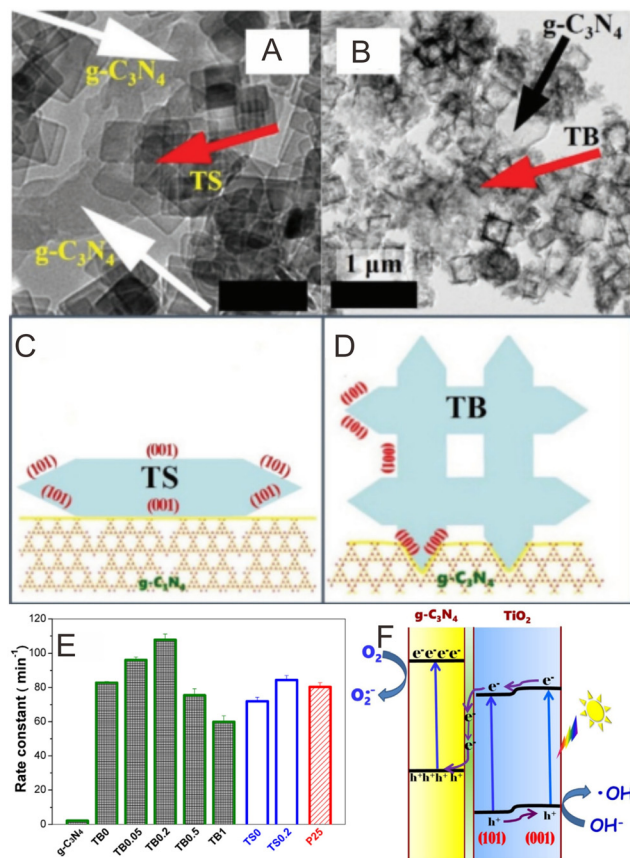 A
g-C₃N₄
TS
g-C₃N₄
B
g-C₃N₄
TB
1 µm
C
(101)
(001)
(101)
TS
(101)
(001)
(101)
g-C₃N₄
D
(101)
(101)
TB
(100)
g-C₃N₄
E
Rate constant ( min⁻¹)
120
100
80
60
40
20
0
g-C₃N₄
TB0
TB0.05
TB0.2
TB0.5
TB1
TS0
TS0.2
P25
F
g-C₃N₄
TiO₂
e⁻e⁻e⁻e⁻
O₂
O₂•⁻
e⁻
e⁻
e⁻
e⁻
h⁺h⁺h⁺h⁺
h⁺
h⁺
(101)
(001)
·OH
OH⁻